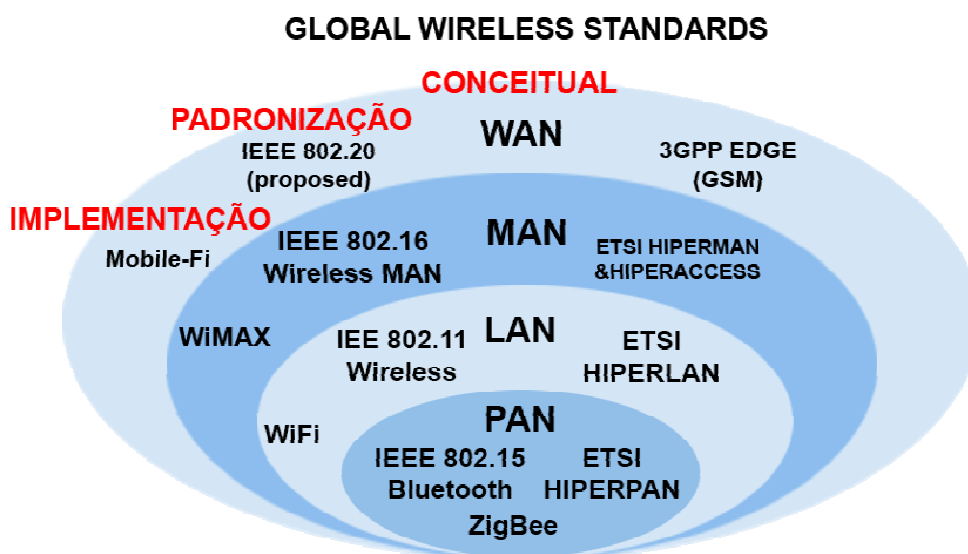 GLOBAL WIRELESS STANDARDS
CONCEITUAL
PADRONIZAÇÃO
WAN
IEEE 802.20
(proposed)
3GPP EDGE
(GSM)
IMPLEMENTAÇÃO
Mobile-Fi
MAN
IEEE 802.16
Wireless MAN
ETSI HIPERMAN
&HIPERACCESS
WiMAX
LAN
IEE 802.11
Wireless
ETSI
HIPERLAN
WiFi
PAN
IEEE 802.15
Bluetooth
ETSI
HIPERPAN
ZigBee